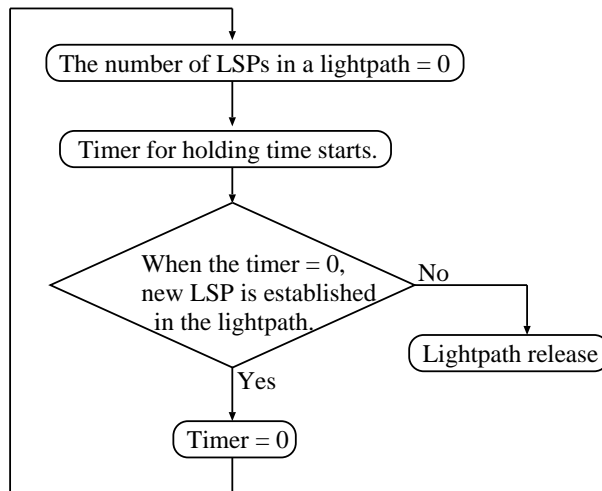 The number of LSPs in a lightpath = 0
Timer for holding time starts.
When the timer = 0,
new LSP is established
in the lightpath.
No
Lightpath release
Yes
Timer = 0